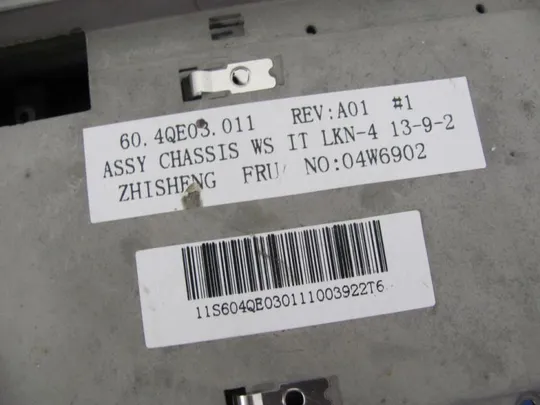 60.4QE03.011 REV:A01 #1
ASSY CHASSIS WS IT LKN-4 13-9-2
ZHISHENG FRU NO:04W6902
11S604QE030111003922T6